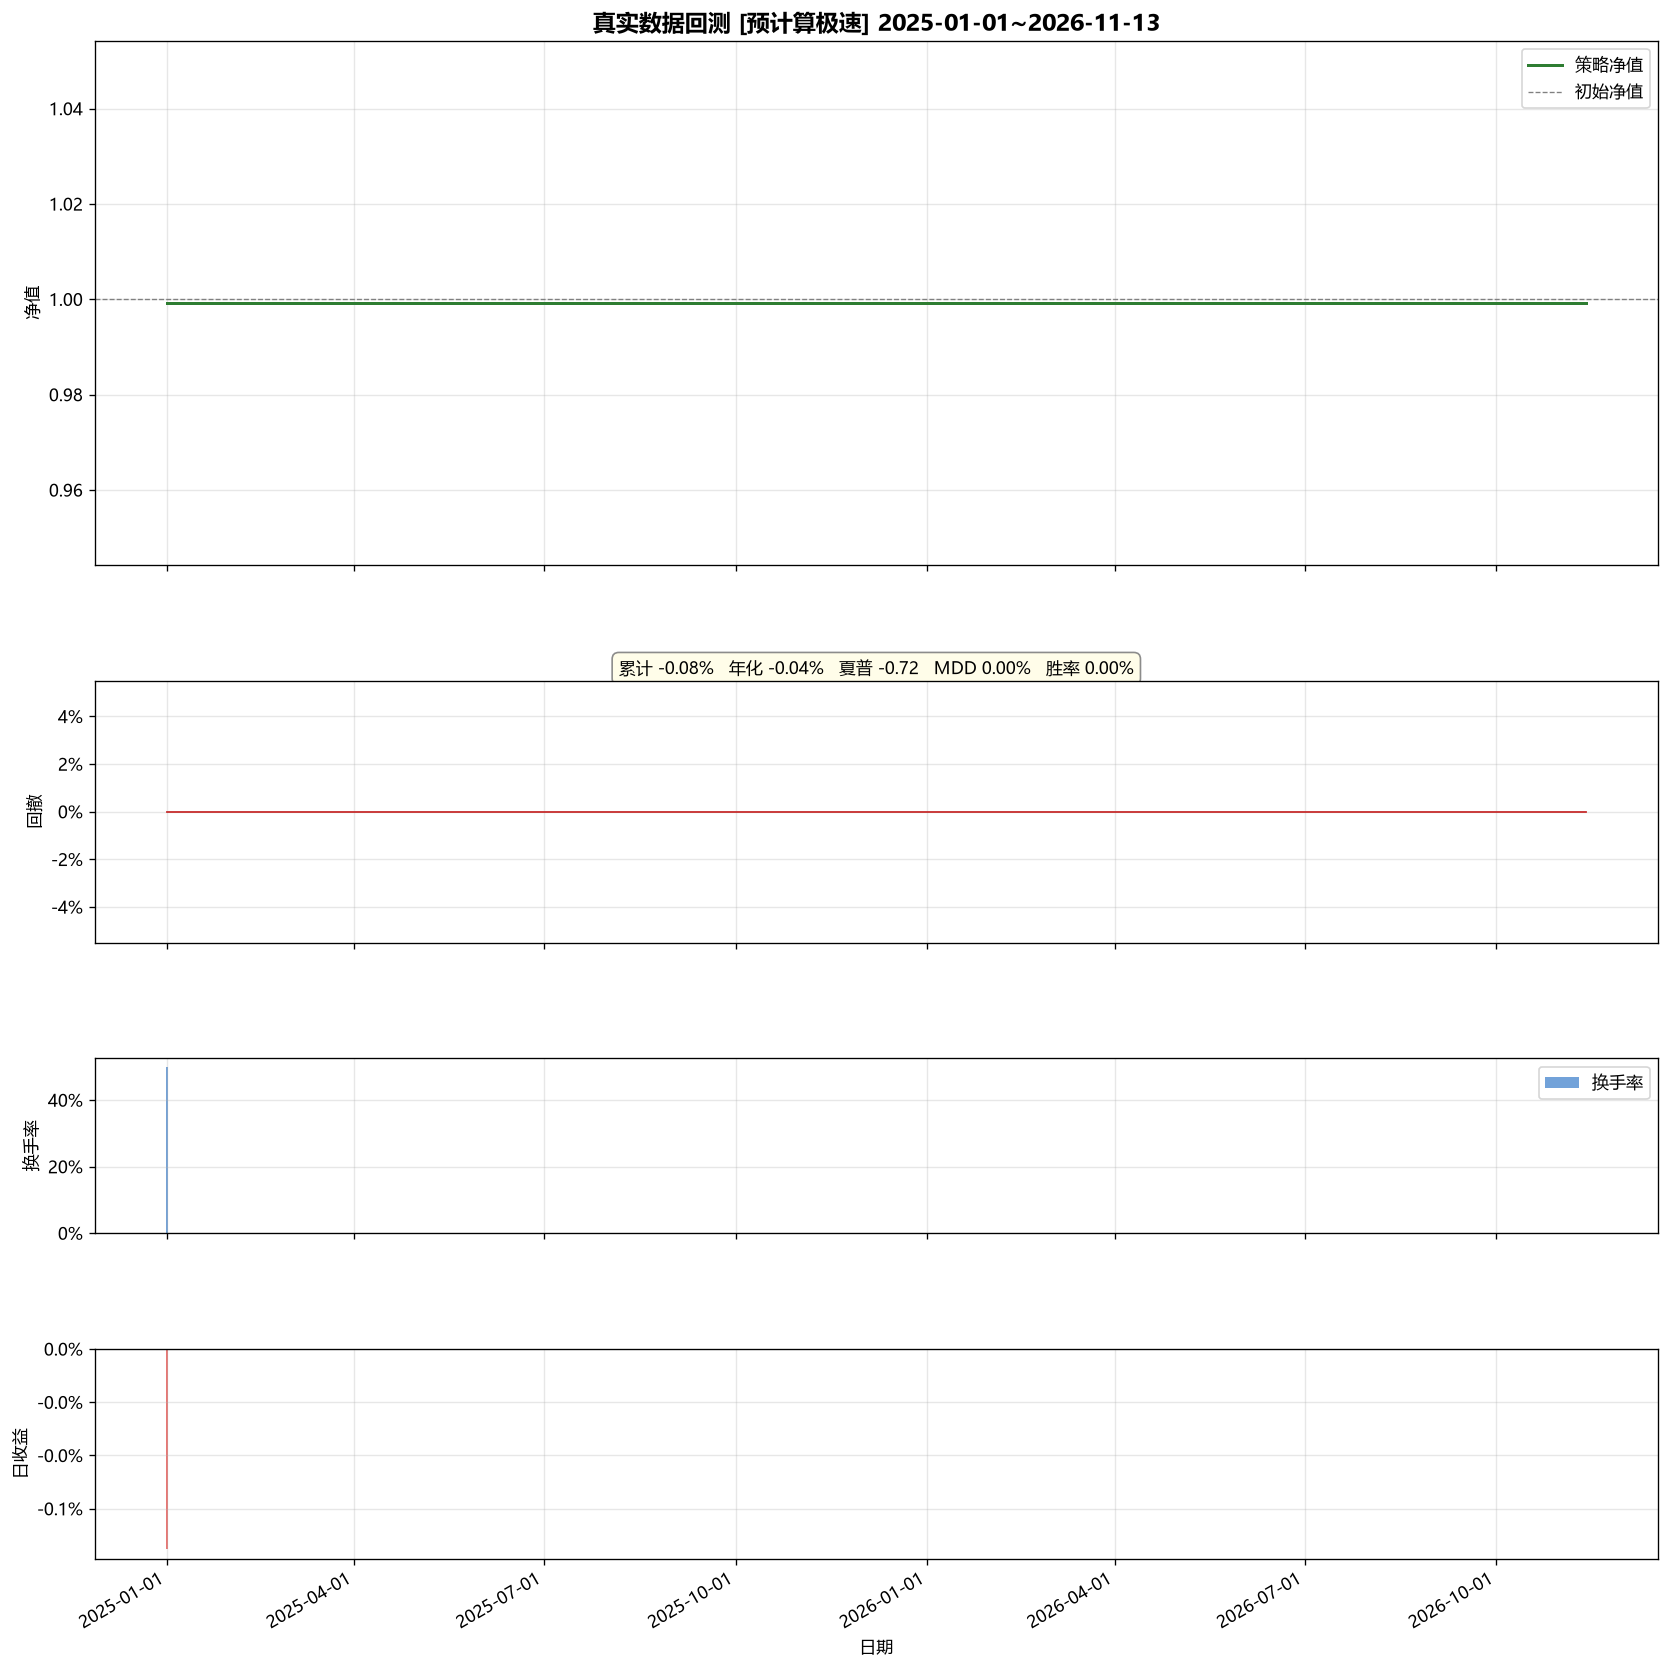 真实数据回测 [预计算极速] 2025-01-01~2026-11-13
策略净值
初始净值
净值
1.04
1.02
1.00
0.98
0.96
累计 -0.08% 年化 -0.04% 夏普 -0.72 MDD 0.00% 胜率 0.00%
回撤
4%
2%
0%
-2%
-4%
换手率
换手率
40%
20%
0%
日收益
0.0%
-0.0%
-0.0%
-0.1%
2025-01-01
2025-04-01
2025-07-01
2025-10-01
2026-01-01
2026-04-01
2026-07-01
2026-10-01
日期